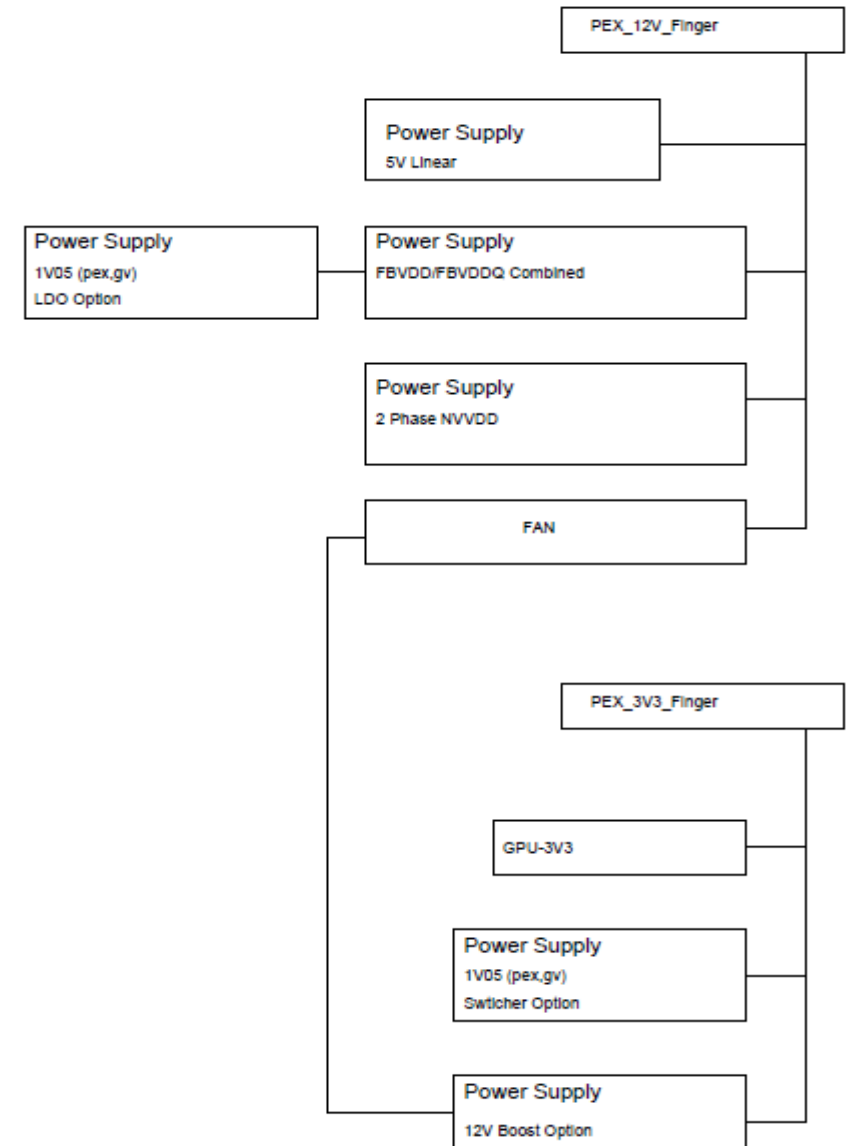 PEX_12V_Finger
Power Supply
5V Linear
Power Supply
1V05 (pex,gv)
LDO Option
Power Supply
FBVDD/FBVDDQ Combined
Power Supply
2 Phase NVVDD
FAN
PEX_3V3_Finger
GPU-3V3
Power Supply
1V05 (pex,gv)
Swticher Option
Power Supply
12V Boost Option